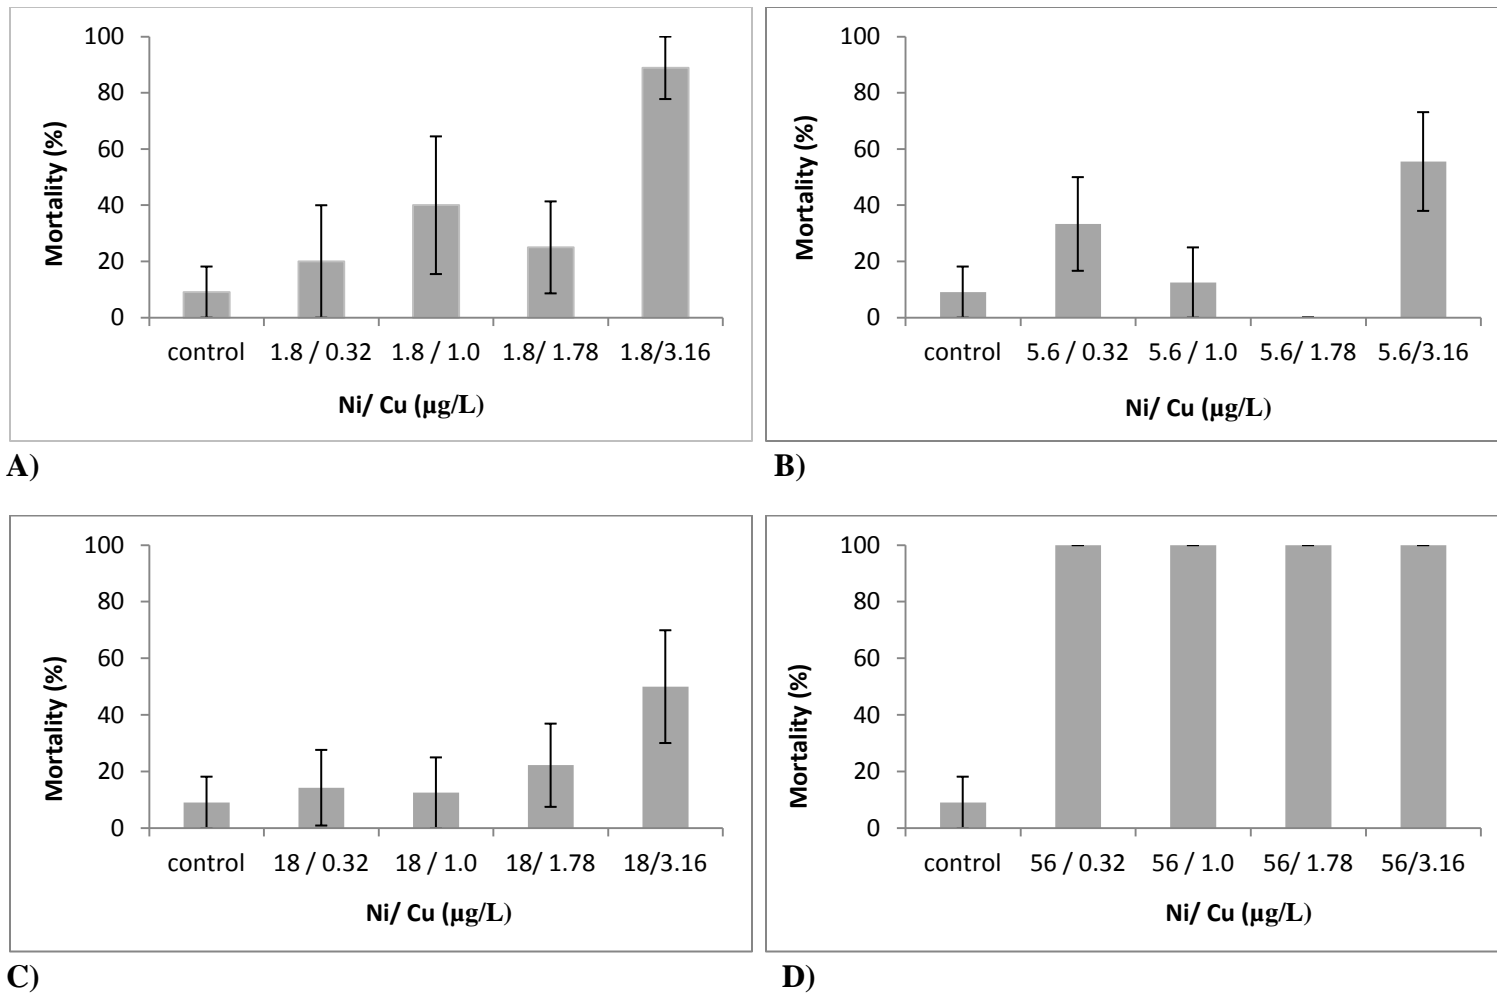 100
80
60
40
20
0
Mortality (%)
control 1.8 / 0.32 1.8 / 1.0 1.8/ 1.78 1.8/3.16
Ni/ Cu (µg/L)
A)
100
80
60
40
20
0
Mortality (%)
control 5.6 / 0.32 5.6 / 1.0 5.6/ 1.78 5.6/3.16
Ni/ Cu (µg/L)
B)
100
80
60
40
20
0
Mortality (%)
control 18 / 0.32 18 / 1.0 18/ 1.78 18/3.16
Ni/ Cu (µg/L)
C)
100
80
60
40
20
0
Mortality (%)
control 56 / 0.32 56 / 1.0 56/ 1.78 56/3.16
Ni/ Cu (µg/L)
D)